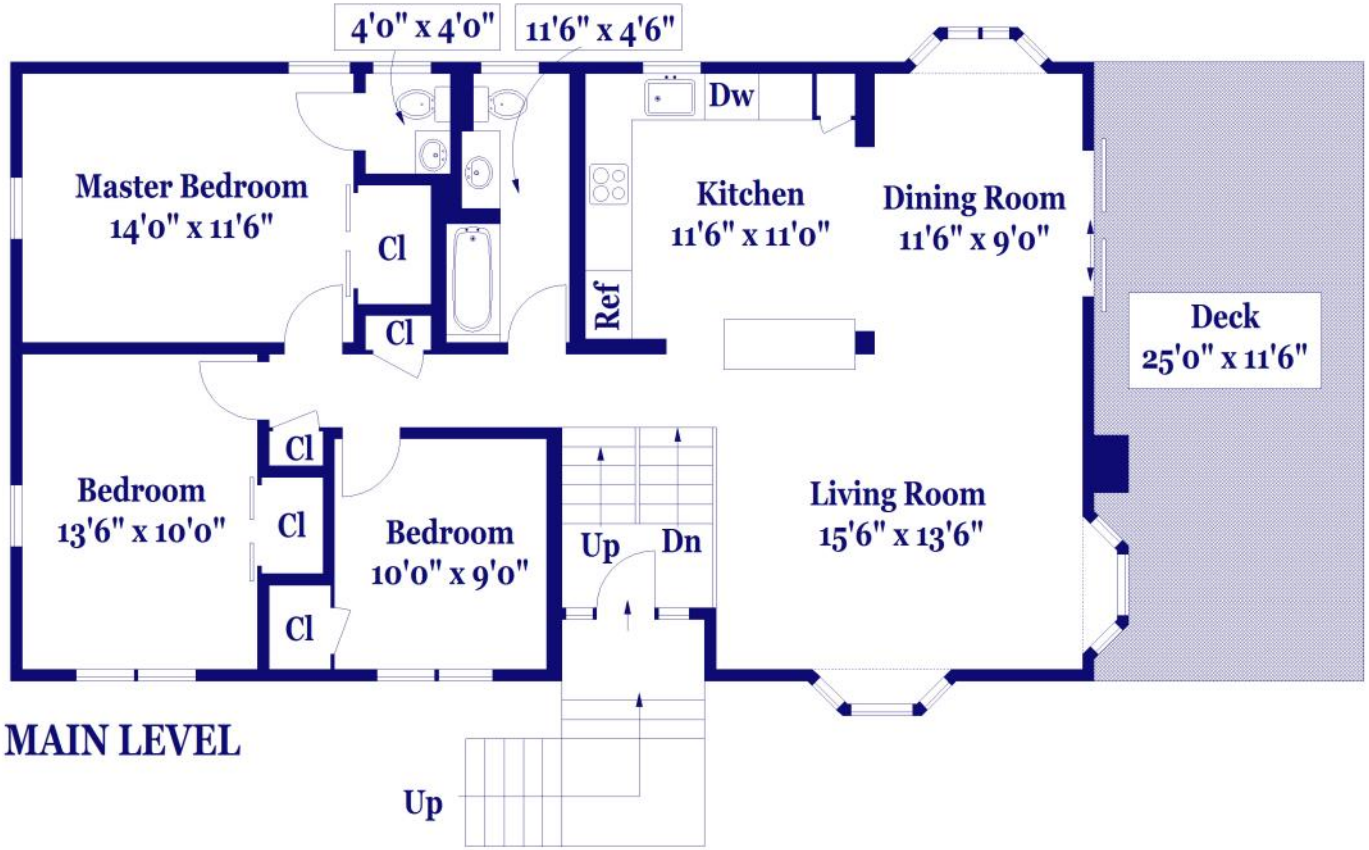 4'0" x 4'0"
11'6" x 4'6"
Dw
Master Bedroom
14'0" x 11'6"
Kitchen
11'6" x 11'0"
Dining Room
11'6" x 9'0"
Cl
Ref
Cl
Deck
25'0" x 11'6"
Cl
Bedroom
13'6" x 10'0"
Cl
Bedroom
10'0" x 9'0"
Up
Dn
Living Room
15'6" x 13'6"
Cl
MAIN LEVEL
Up